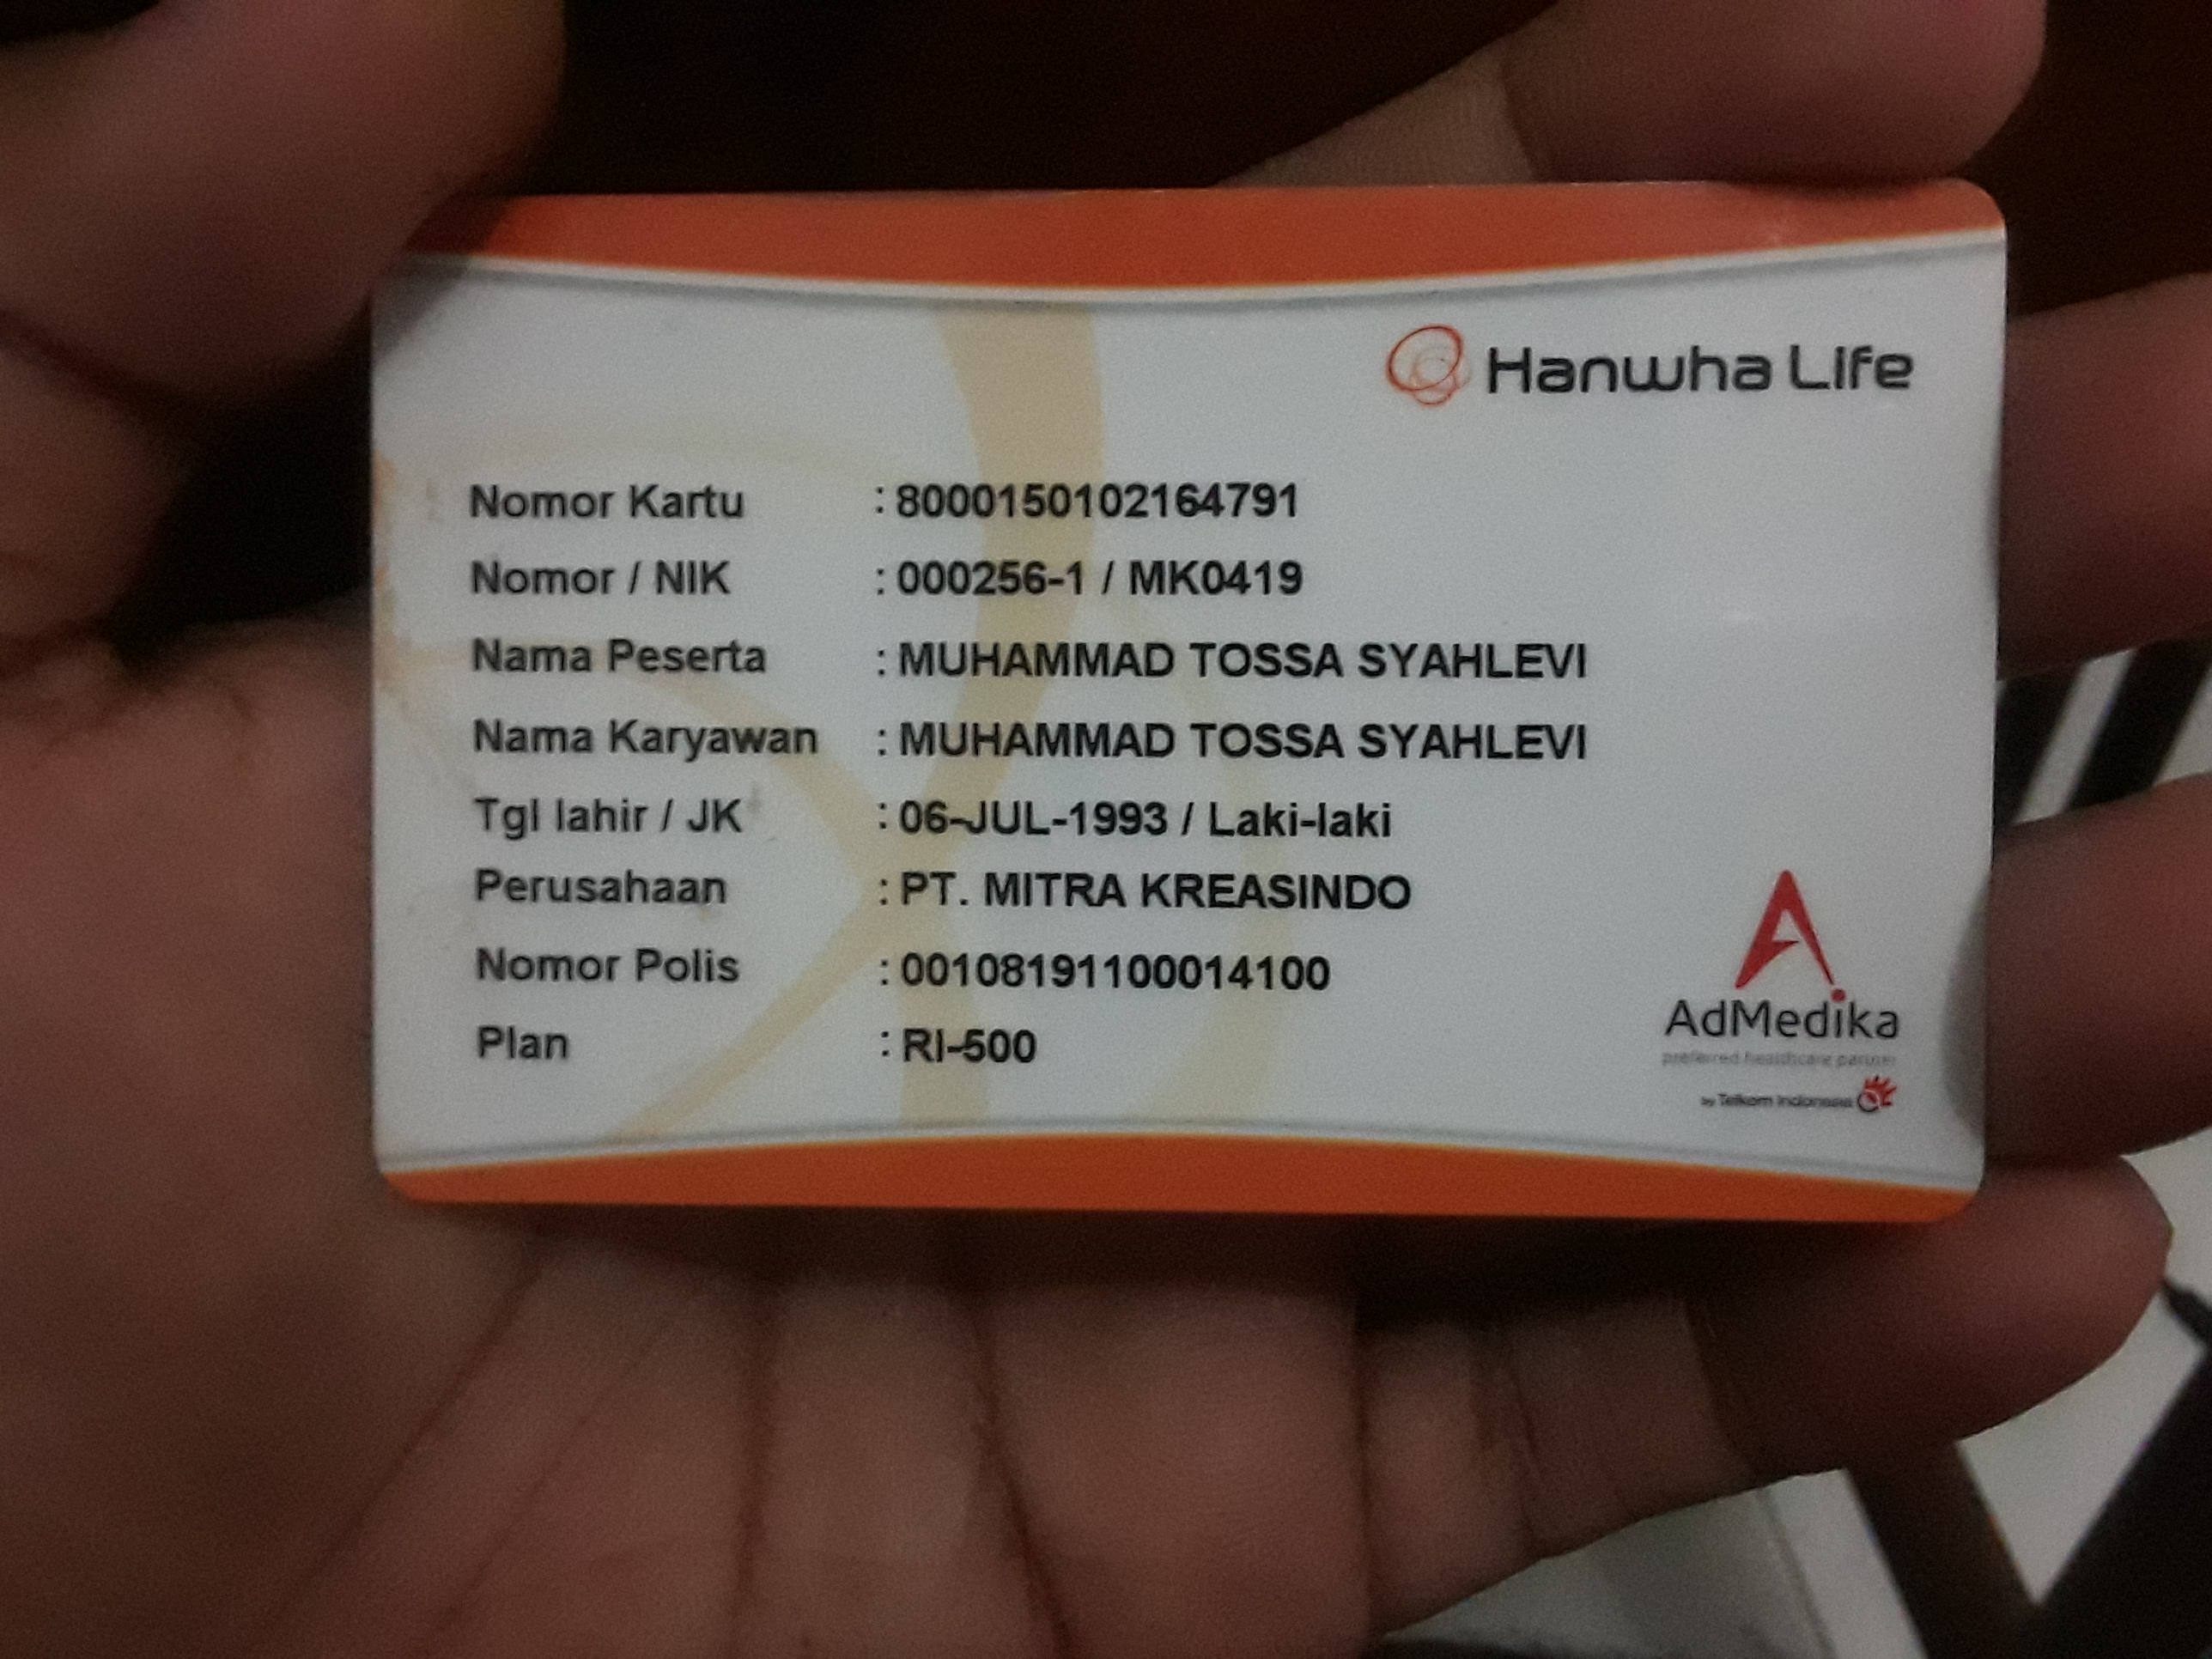 Hanwha Life
Nomor Kartu : 8000150102164791
Nomor / NIK : 000256-1 / MK0419
Nama Peserta : MUHAMMAD TOSSA SYAHLEVI
Nama Karyawan : MUHAMMAD TOSSA SYAHLEVI
Tgl lahir / JK : 06-JUL-1993 / Laki-laki
Perusahaan : PT. MITRA KREASINDO
Nomor Polis : 00108191100014100
Plan : RI-500
AdMedika
preferred healthcare partner
by Telkom Indonesia